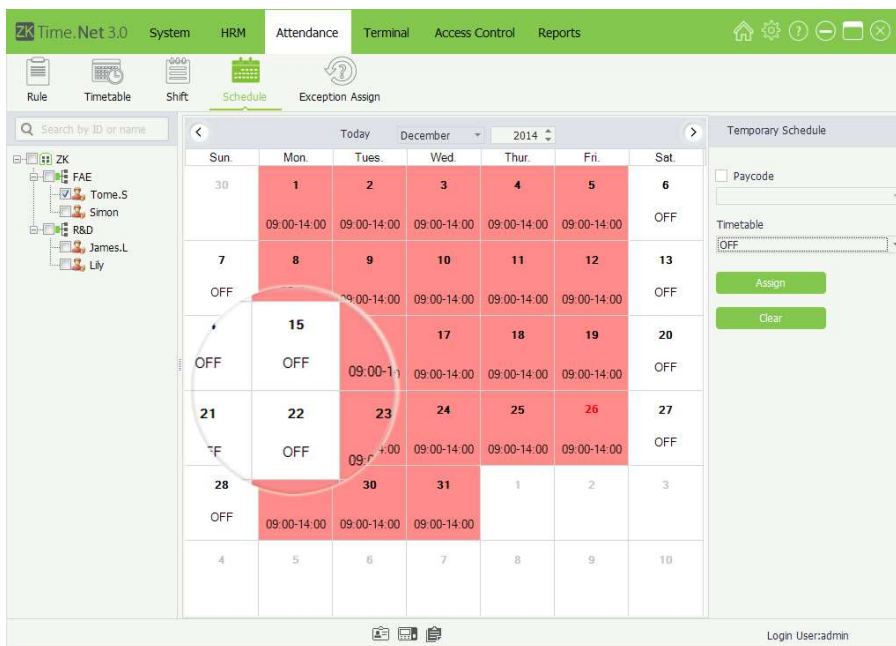 ZK Time.Net 3.0 System HRM Attendance Terminal Access Control Reports
Rule Timetable Shift Schedule Exception Assign
Search by ID or name
ZK
FAE
Tome.S
Simon
R&D
James.L
Lily
Today December 2014
Sun. Mon. Tues. Wed. Thur. Fri. Sat.
30 1 2 3 4 5 6
09:00-14:00 09:00-14:00 09:00-14:00 09:00-14:00 09:00-14:00 OFF
7 8 9 10 11 12 13
OFF 09:00-14:00 09:00-14:00 09:00-14:00 09:00-14:00 OFF
15 17 18 19 20
OFF OFF 09:00-1 09:00-14:00 09:00-14:00 09:00-14:00 OFF
21 22 23 24 25 26 27
OFF 09:00-14:00 09:00-14:00 09:00-14:00 OFF
28 30 31 1 2 3
OFF 09:00-14:00 09:00-14:00 09:00-14:00
4 5 6 7 8 9 10
Temporary Schedule
Paycode
Timetable
OFF
Assign
Clear
Login User:admin